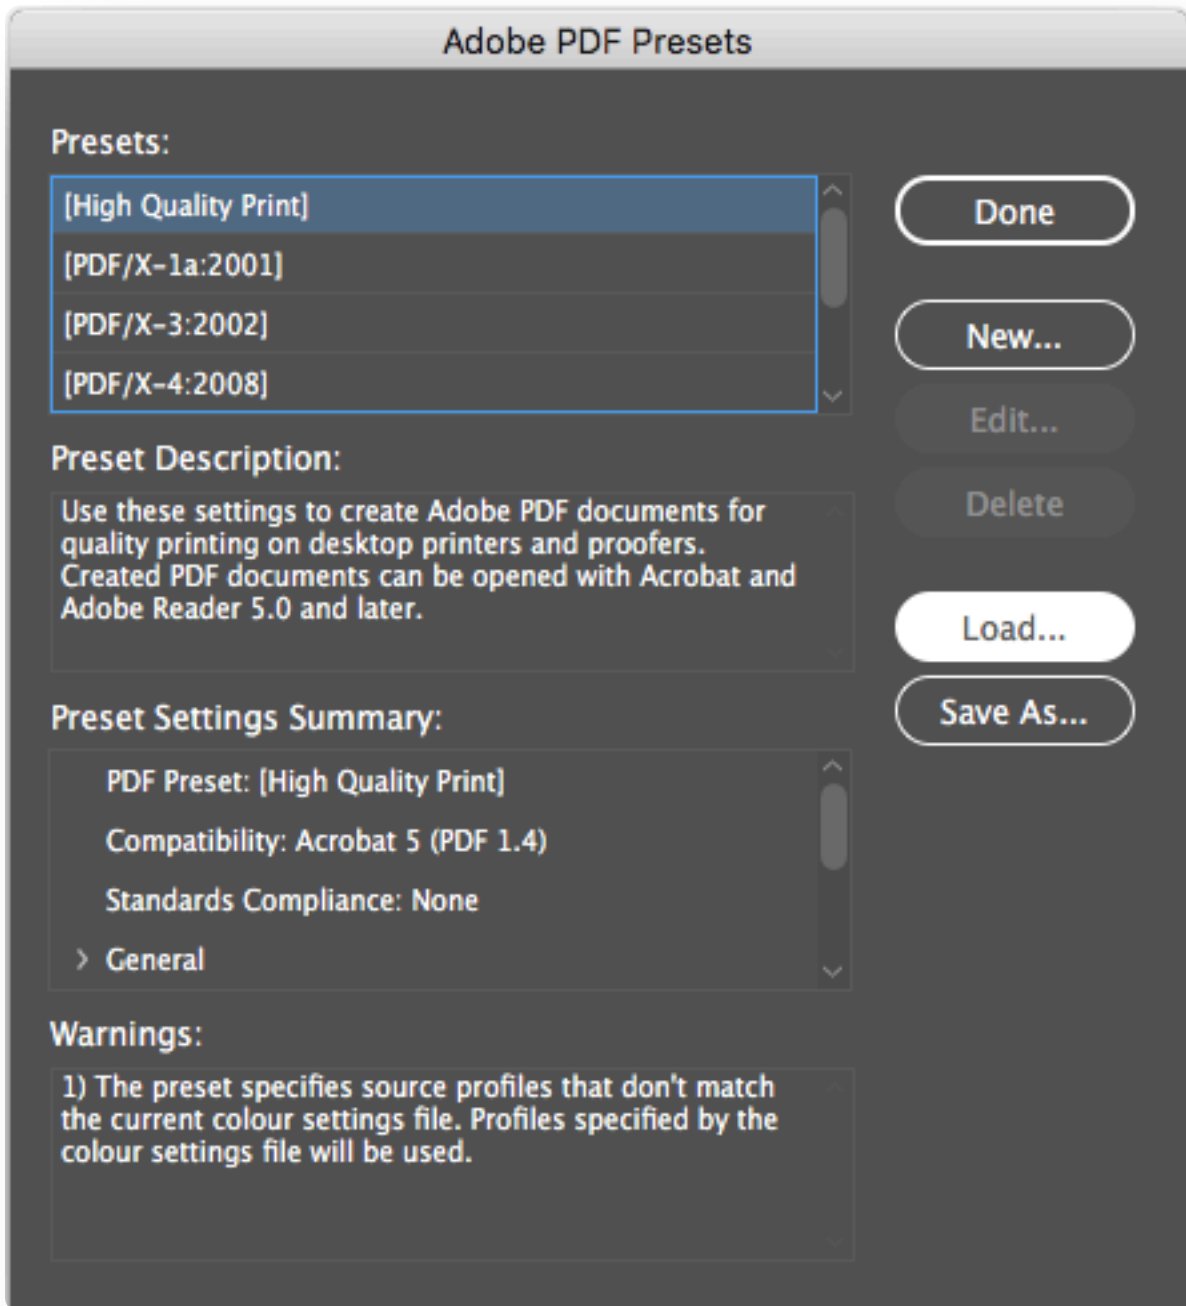 Adobe PDF Presets
Presets:
[High Quality Print]
[PDF/X-1a:2001]
[PDF/X-3:2002]
[PDF/X-4:2008]
Done
New...
Edit...
Delete
Load...
Save As...
Preset Description:
Use these settings to create Adobe PDF documents for
quality printing on desktop printers and proofers.
Created PDF documents can be opened with Acrobat and
Adobe Reader 5.0 and later.
Preset Settings Summary:
PDF Preset: [High Quality Print]
Compatibility: Acrobat 5 (PDF 1.4)
Standards Compliance: None
General
Warnings:
1) The preset specifies source profiles that don't match
the current colour settings file. Profiles specified by the
colour settings file will be used.